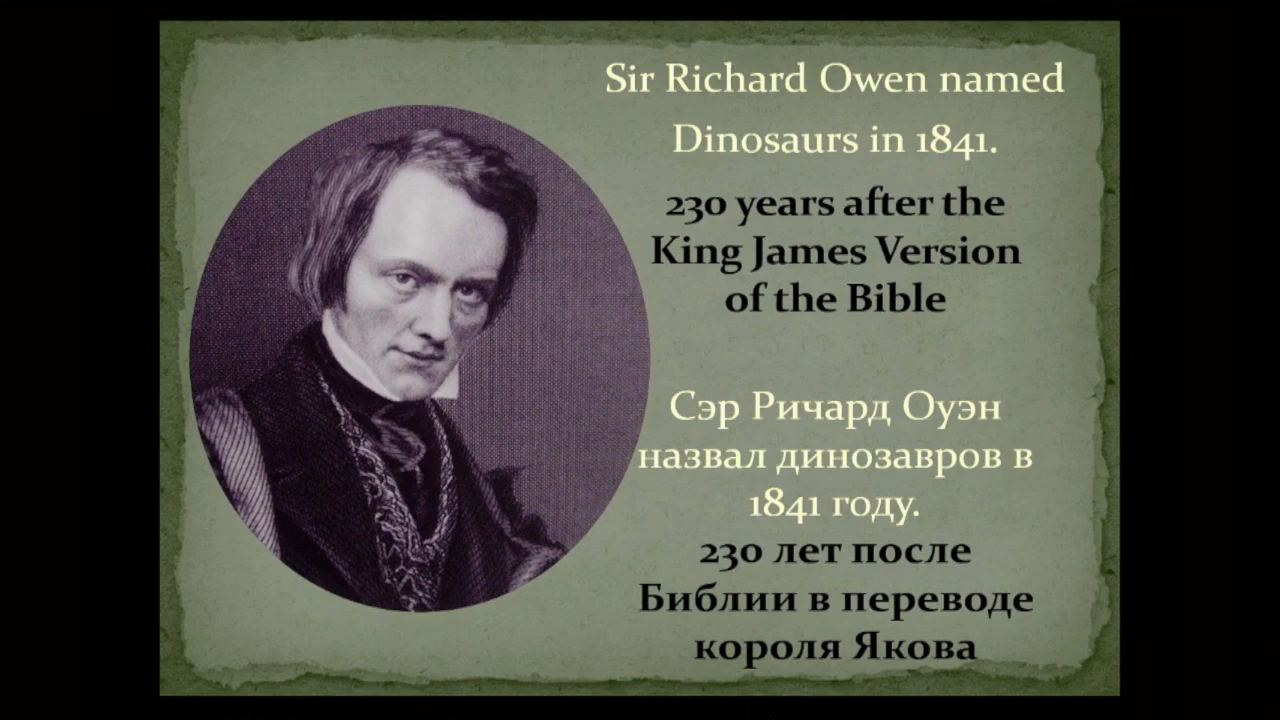 Sir Richard Owen named
Dinosaurs in 1841.
230 years after the
King James Version
of the Bible
Сэр Ричард Оуэн
назвал динозавров в
1841 году.
230 лет после
Библии в переводе
короля Якова